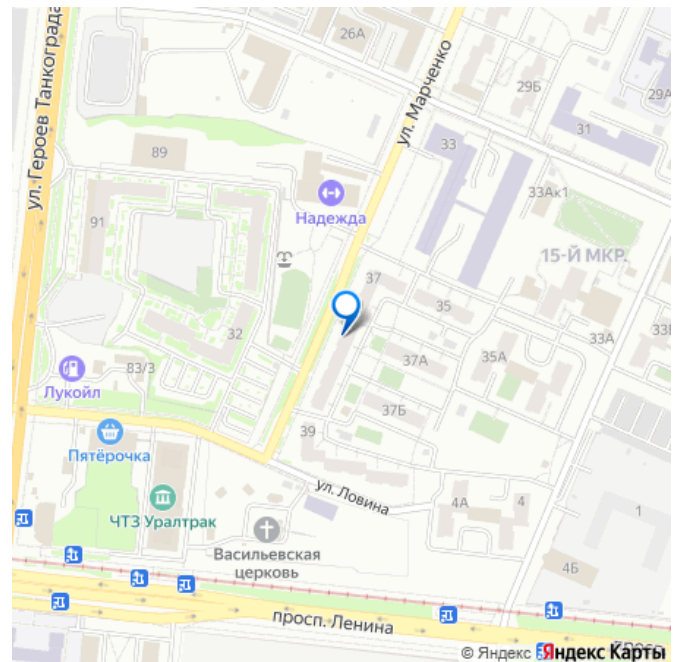 26А
ул. Марченко
29Б
29А
ул. Героев Танкограда
33
31
89
Надежда
33Ак1
91
15-Й МКР.
37
35
32
33А
37А
35А
83/3
Лукойл
37Б
Пятёрочка
39
ул. Ловина
4А
4
ЧТЗ Уралтрак
1
Васильевская
церковь
4Б
просп. Ленина
© Яндекс
Яндекс Карты